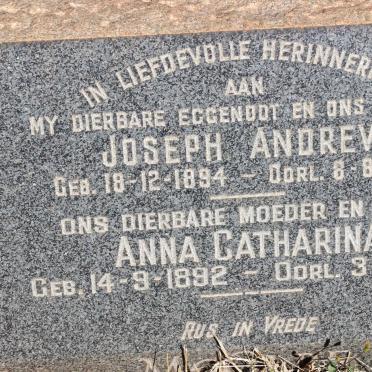 IN LIEFDEVOLLE HERINNER
AAN
MY DIERBARE EGGENOOT EN ONS
JOSEPH ANDREW
GEB. 18-12-1894 – OORL. 8-8
ONS DIERBARE MOEDER EN
ANNA CATHARINA
GEB. 14-9-1892 – OORL. 3
RUS IN VREDE